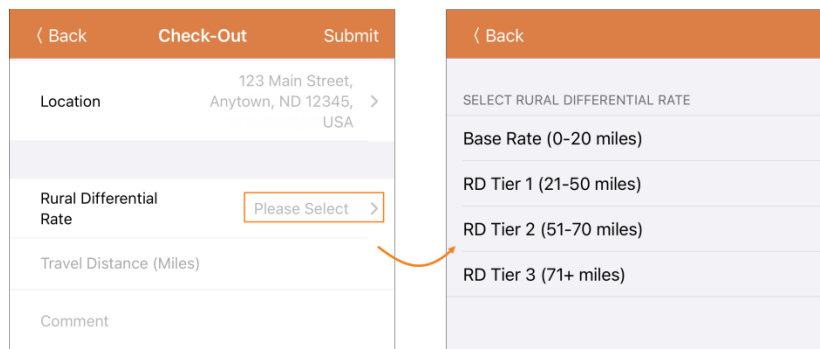 Back
Check-Out
Submit
Location
123 Main Street,
Anytown, ND 12345,
USA
Rural Differential
Rate
Please Select
Travel Distance (Miles)
Comment
Back
SELECT RURAL DIFFERENTIAL RATE
Base Rate (0-20 miles)
RD Tier 1 (21-50 miles)
RD Tier 2 (51-70 miles)
RD Tier 3 (71+ miles)